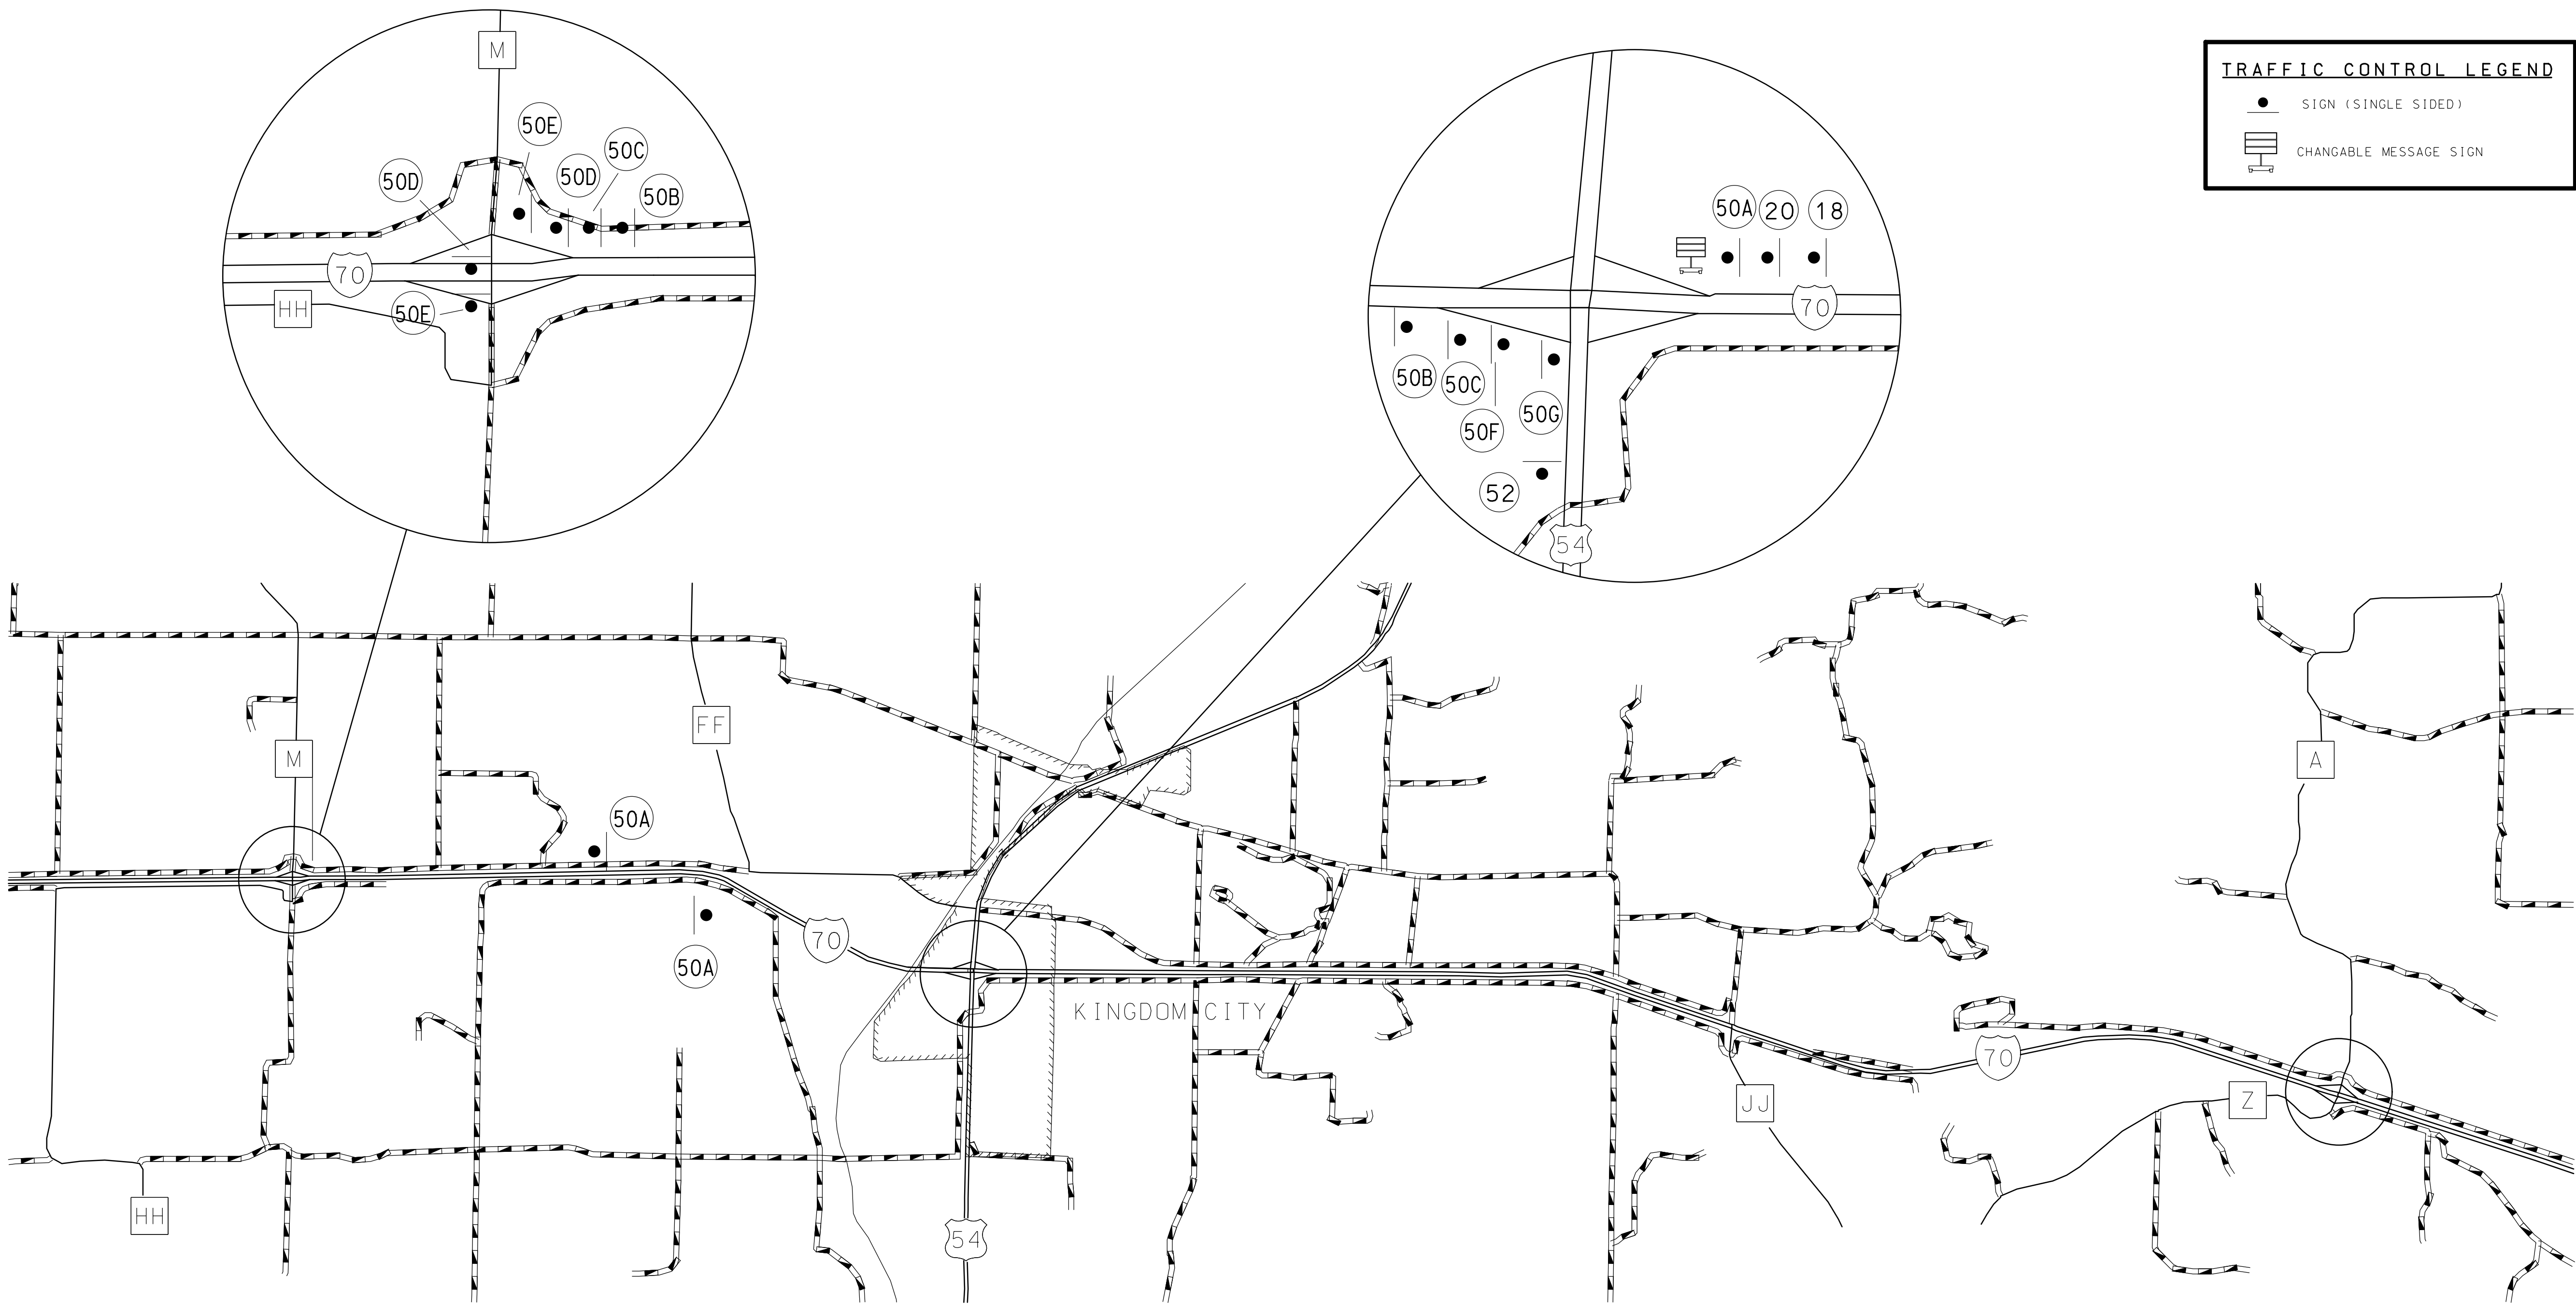 M
50E
50C
50D
50D
50B
70
HH
50E
50A
20
18
70
50B
50C
50G
50F
52
54
TRAFFIC CONTROL LEGEND
SIGN (SINGLE SIDED)
CHANGABLE MESSAGE SIGN
FF
M
A
50A
70
50A
KINGDOM CITY
70
JJ
Z
HH
54